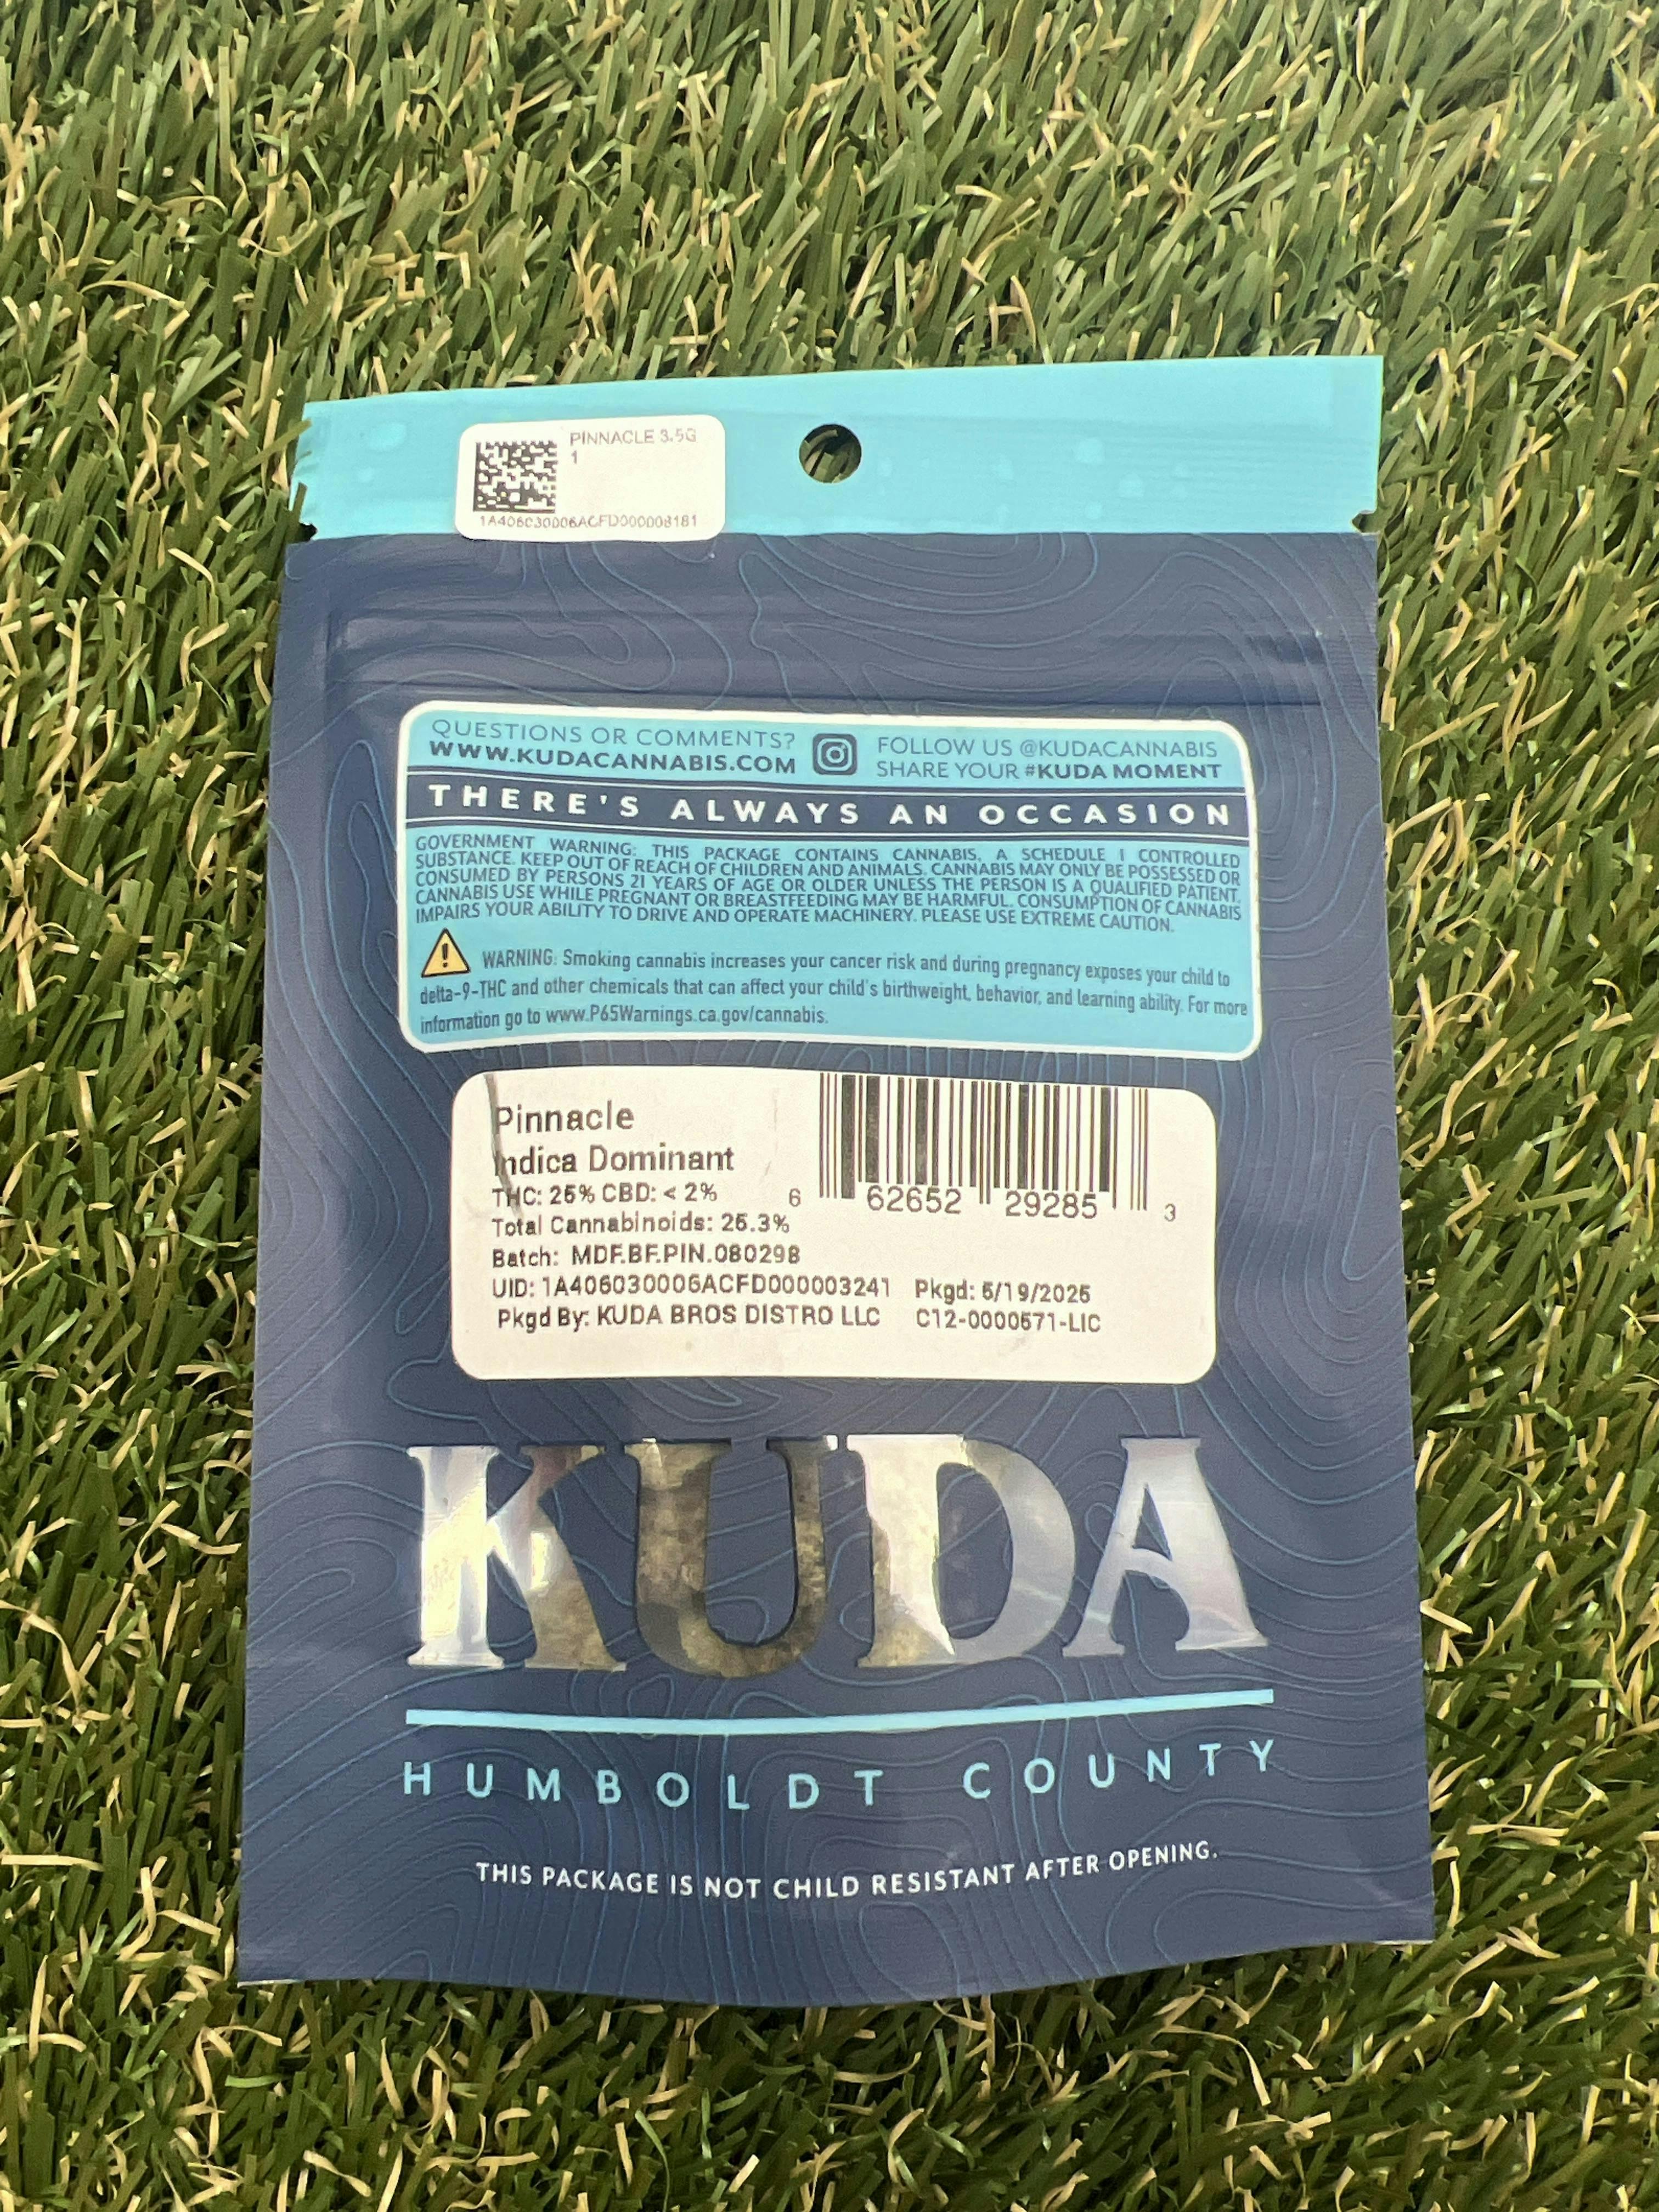 PINNACLE 3.5G
1
1A406030006ACFD000008181
QUESTIONS OR COMMENTS?
WWW.KUDACANNABIS.COM
FOLLOW US @KUDACANNABIS
SHARE YOUR #KUDA MOMENT
THERE'S ALWAYS AN OCCASION
GOVERNMENT WARNING: THIS PACKAGE CONTAINS CANNABIS, A SCHEDULE I CONTROLLED
SUBSTANCE. KEEP OUT OF REACH OF CHILDREN AND ANIMALS. CANNABIS MAY ONLY BE POSSESSED OR
CONSUMED BY PERSONS 21 YEARS OF AGE OR OLDER UNLESS THE PERSON IS A QUALIFIED PATIENT.
CANNABIS USE WHILE PREGNANT OR BREASTFEEDING MAY BE HARMFUL. CONSUMPTION OF CANNABIS
IMPAIRS YOUR ABILITY TO DRIVE AND OPERATE MACHINERY. PLEASE USE EXTREME CAUTION.
WARNING: Smoking cannabis increases your cancer risk and during pregnancy exposes your child to
delta-9-THC and other chemicals that can affect your child's birthweight, behavior, and learning ability. For more
information go to www.P65Warnings.ca.gov/cannabis.
Pinnacle
Indica Dominant
THC: 25% CBD: < 2%
Total Cannabinoids: 25.3%
Batch: MDF.BF.PIN.080298
UID: 1A406030006ACFD000003241 Pkgd: 5/19/2025
Pkgd By: KUDA BROS DISTRO LLC C12-0000571-LIC
6 62652 29285 3
KUDA
HUMBOLDT COUNTY
THIS PACKAGE IS NOT CHILD RESISTANT AFTER OPENING.